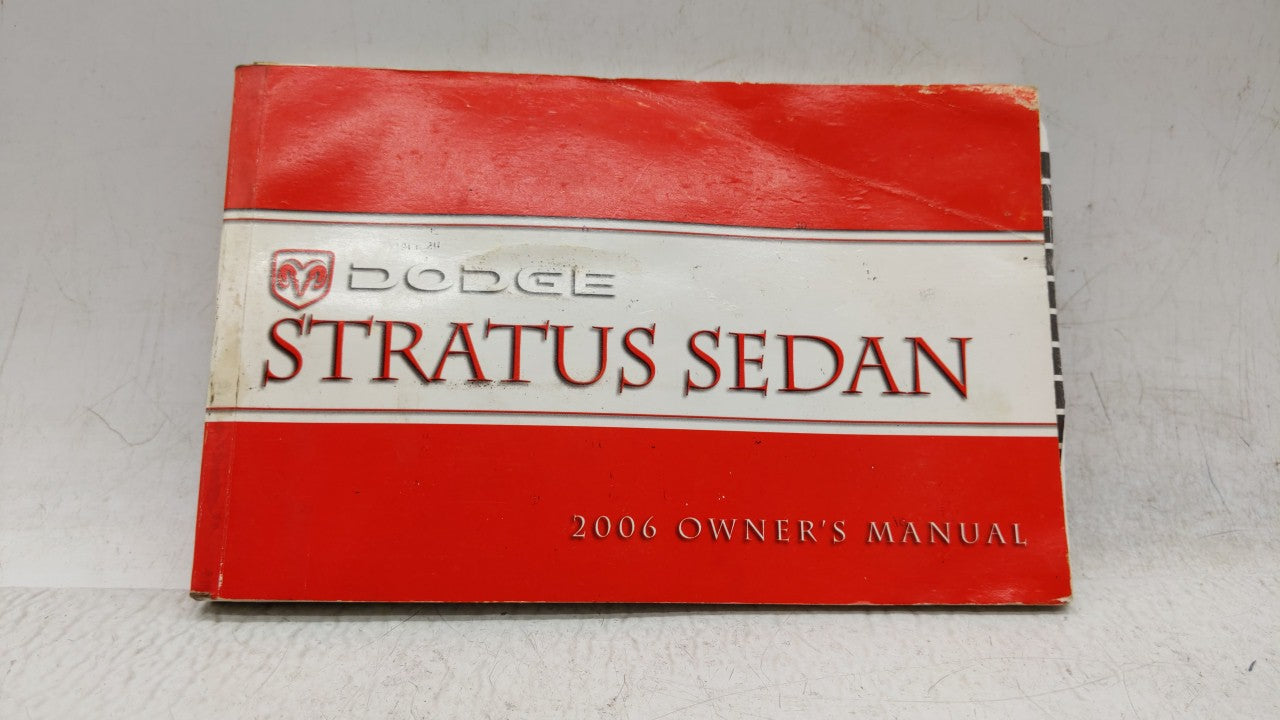 DODGE
STRATUS SEDAN
2006 OWNER'S MANUAL